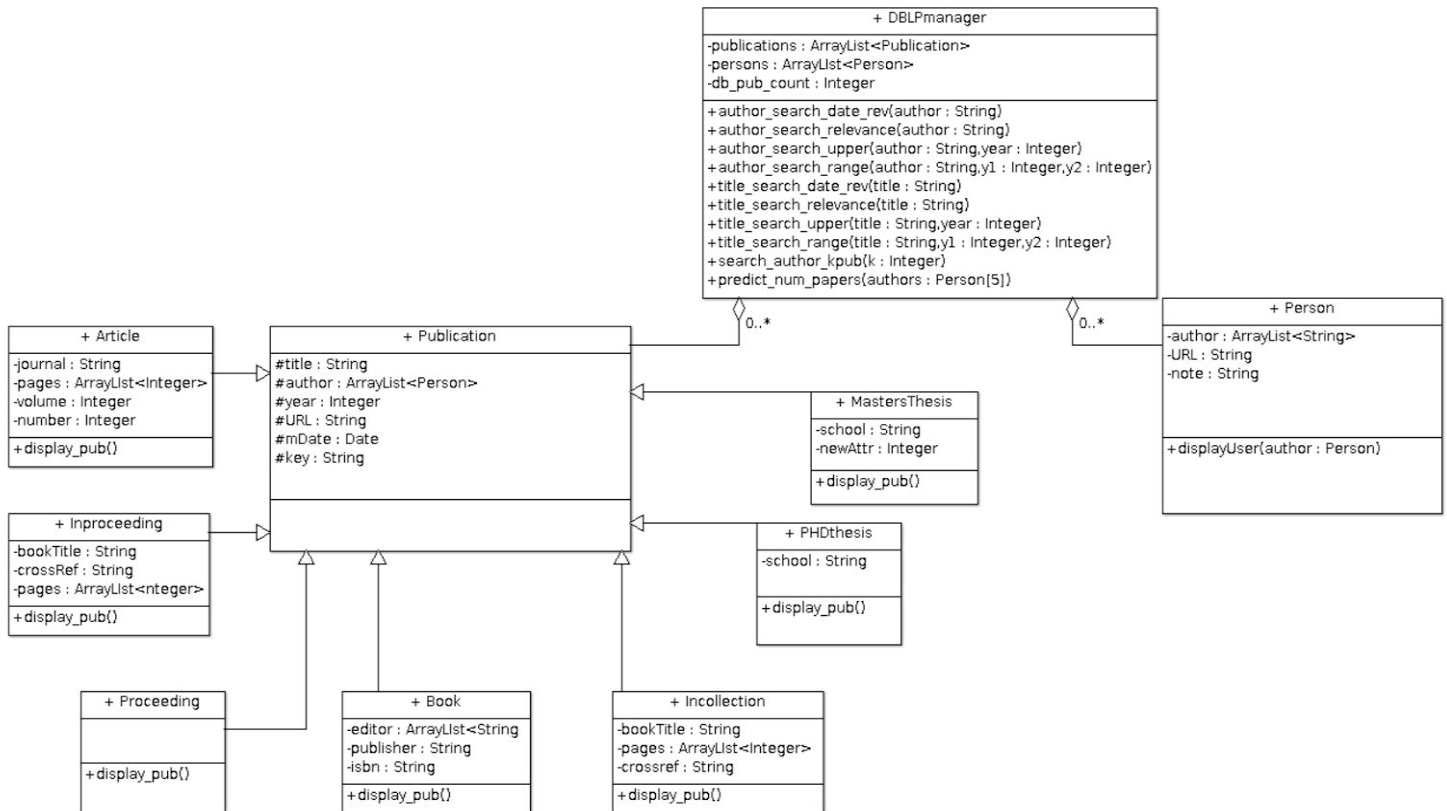 + DBLPmanager
-publications : ArrayList<Publication>
-persons : ArrayLIst<Person>
-db_pub_count : Integer
+author_search_date_rev(author : String)
+author_search_relevance(author : String)
+author_search_upper(author : String,year : Integer)
+author_search_range(author : String,y1 : Integer,y2 : Integer)
+title_search_date_rev(title : String)
+title_search_relevance(title : String)
+title_search_upper(title : String,year : Integer)
+title_search_range(title : String,y1 : Integer,y2 : Integer)
+search_author_kpub(k : Integer)
+predict_num_papers(authors : Person[5])
0..*
0..*
+ Person
-author : ArrayList<String>
-URL : String
-note : String
+displayUser(author : Person)
+ Article
-journal : String
-pages : ArrayLIst<Integer>
-volume : Integer
-number : Integer
+display_pub()
+ Publication
#title : String
#author : ArrayList<Person>
#year : Integer
#URL : String
#mDate : Date
#key : String
+ MastersThesis
-school : String
-newAttr : Integer
+display_pub()
+ Inproceeding
-bookTitle : String
-crossRef : String
-pages : ArrayList<nteger>
+display_pub()
+ PHDthesis
-school : String
+display_pub()
+ Proceeding
+display_pub()
+ Book
-editor : ArrayLIst<String
-publisher : String
-isbn : String
+display_pub()
+ Incollection
-bookTitle : String
-pages : ArrayLIst<Integer>
-crossref : String
+display_pub()